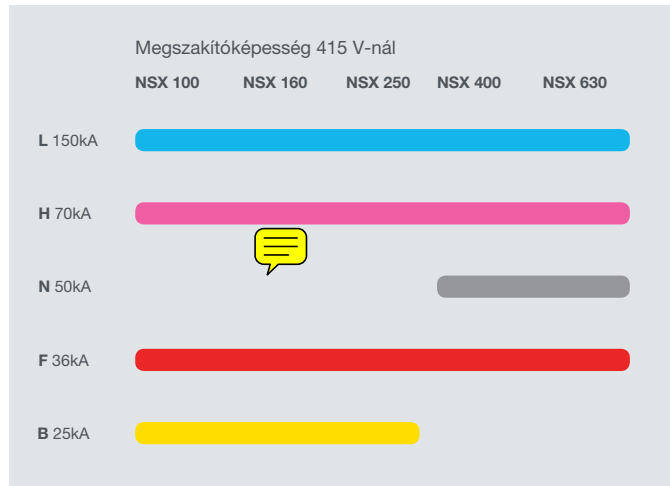 Megszakítóképesség 415 V-nál
NSX 100 NSX 160 NSX 250 NSX 400 NSX 630
L 150kA
H 70kA
N 50kA
F 36kA
B 25kA